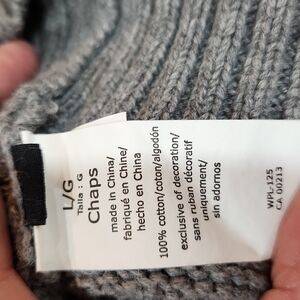 L/G
Talla : G
Chaps
made in China/
fabriqué en Chine/
hecho en China
100% cotton/coton/algodón
exclusive of decoration/
sans ruban décoratif
uniquement/
sin adornos
WPL-125
CA 00213